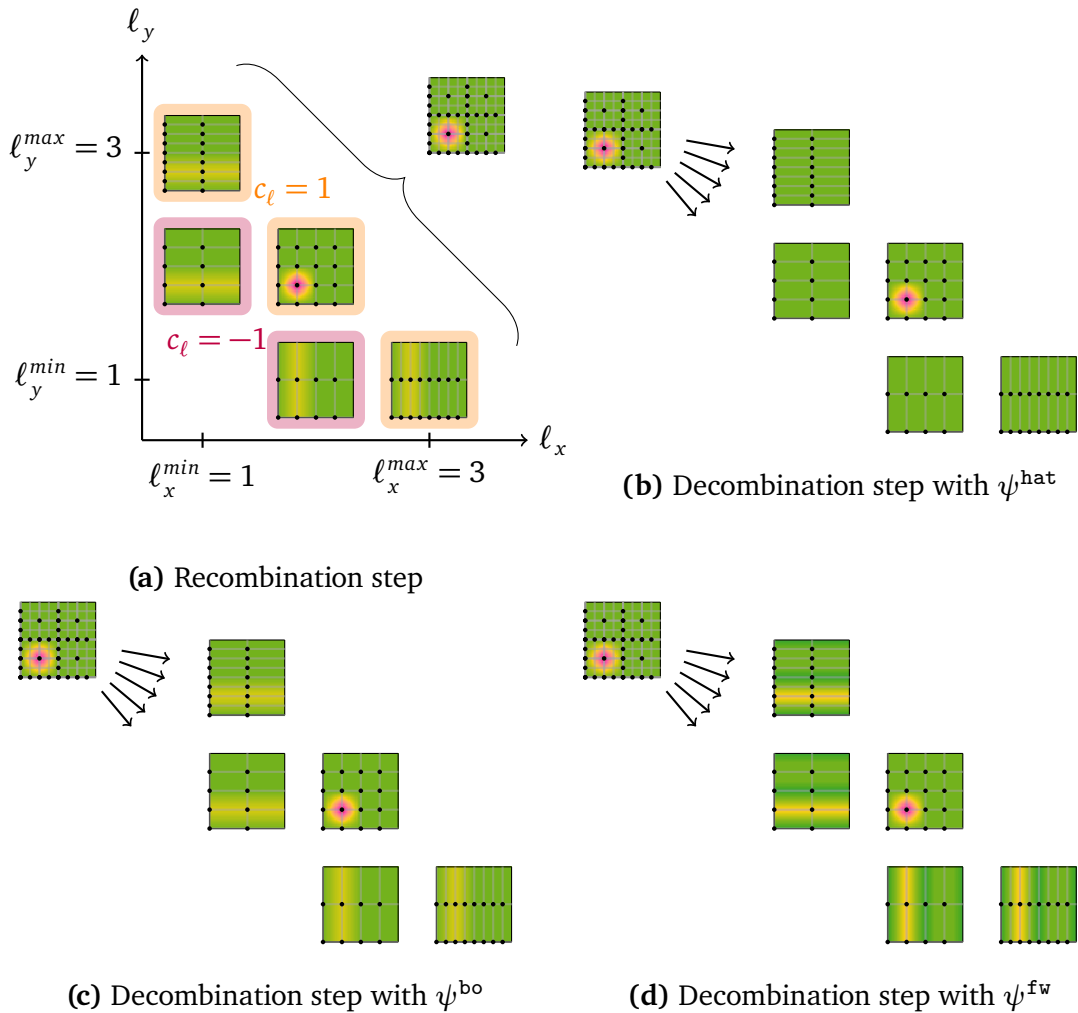 ℓ_y
ℓ_y^{max} = 3
c_ℓ = 1
c_ℓ = −1
ℓ_y^{min} = 1
ℓ_x
ℓ_x^{min} = 1
ℓ_x^{max} = 3
(a) Recombination step
(b) Decombination step with ψ^{hat}
(c) Decombination step with ψ^{bo}
(d) Decombination step with ψ^{fw}